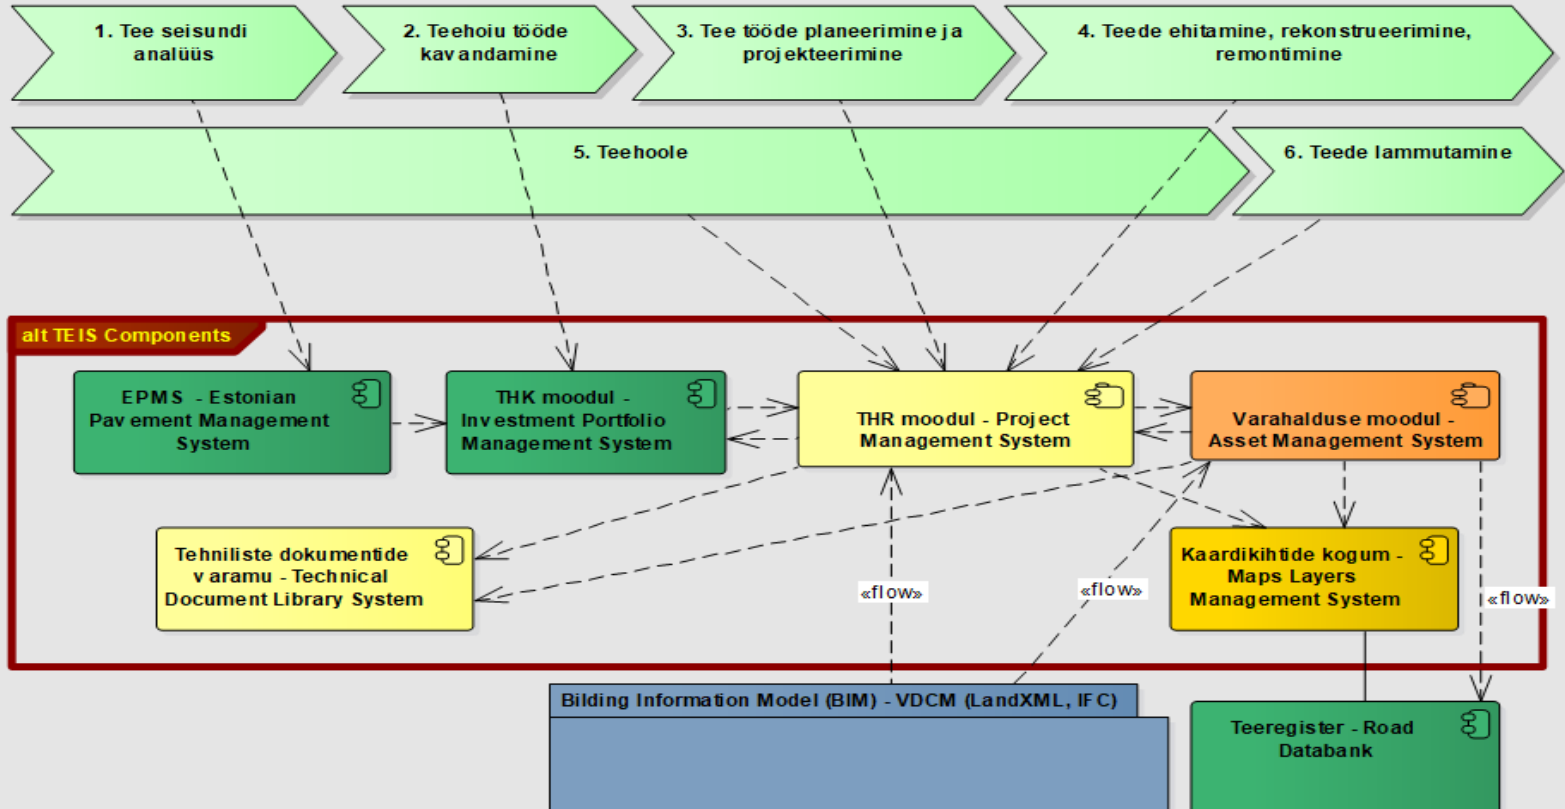 1. Tee seisundi
analüüs
2. Teehoiu tööde
kavandamine
3. Tee tööde planeerimine ja
projekteerimine
4. Teede ehitamine, rekonstrueerimine,
remontimine
5. Teehoole
6. Teede lammutamine
alt TEIS Components
EPMS - Estonian
Pavement Management
System
THK moodul -
Investment Portfolio
Management System
THR moodul - Project
Management System
Varahalduse moodul -
Asset Management System
Tehniliste dokumentide
varamu - Technical
Document Library System
Kaardikihtide kogum -
Maps Layers
Management System
«flow»
«flow»
«flow»
Bilding Information Model (BIM) - VDCM (LandXML, IFC)
Teeregister - Road
Databank